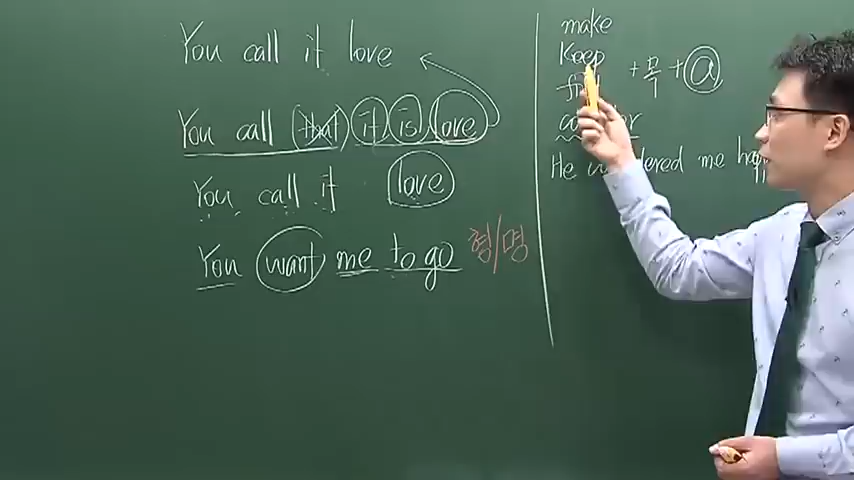 You call it love
You call (that) it is love
You call it love
You want me to go 형/명
make
Keep
find + 목 + ⓐ
He me